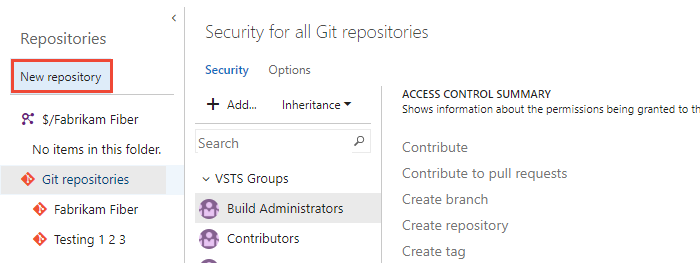 Repositories
New repository
$/Fabrikam Fiber
No items in this folder.
Git repositories
Fabrikam Fiber
Testing 1 2 3
Security for all Git repositories
Security Options
Add... Inheritance
Search
VSTS Groups
Build Administrators
Contributors
ACCESS CONTROL SUMMARY
Shows information about the permissions being granted to th
Contribute
Contribute to pull requests
Create branch
Create repository
Create tag